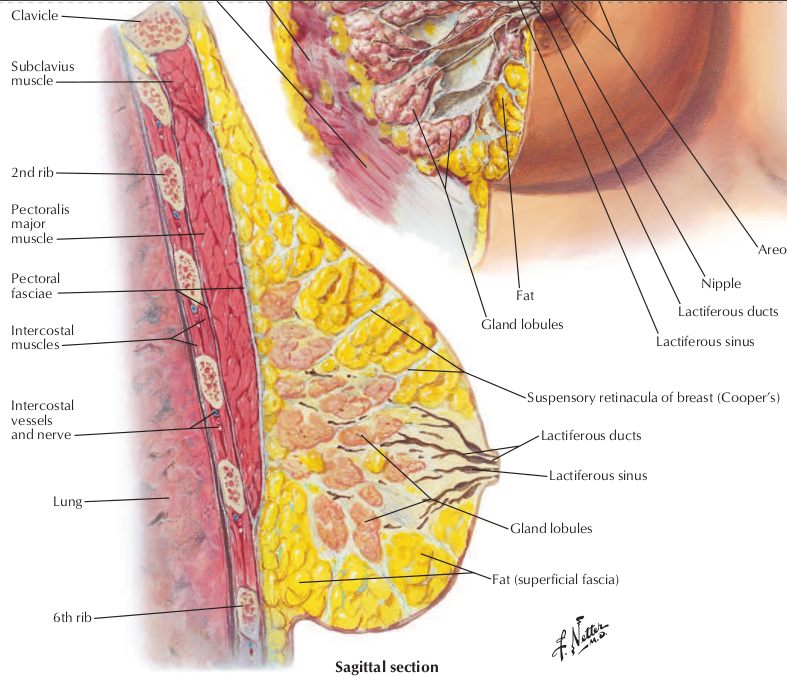 Clavicle
Subclavius
muscle
2nd rib
Pectoralis
major
muscle
Pectoral
fasciae
Intercostal
muscles
Intercostal
vessels
and nerve
Lung
6th rib
Areo
Nipple
Lactiferous ducts
Lactiferous sinus
Fat
Gland lobules
Suspensory retinacula of breast (Cooper's)
Lactiferous ducts
Lactiferous sinus
Gland lobules
Fat (superficial fascia)
Sagittal section
F. Netter
M.D.